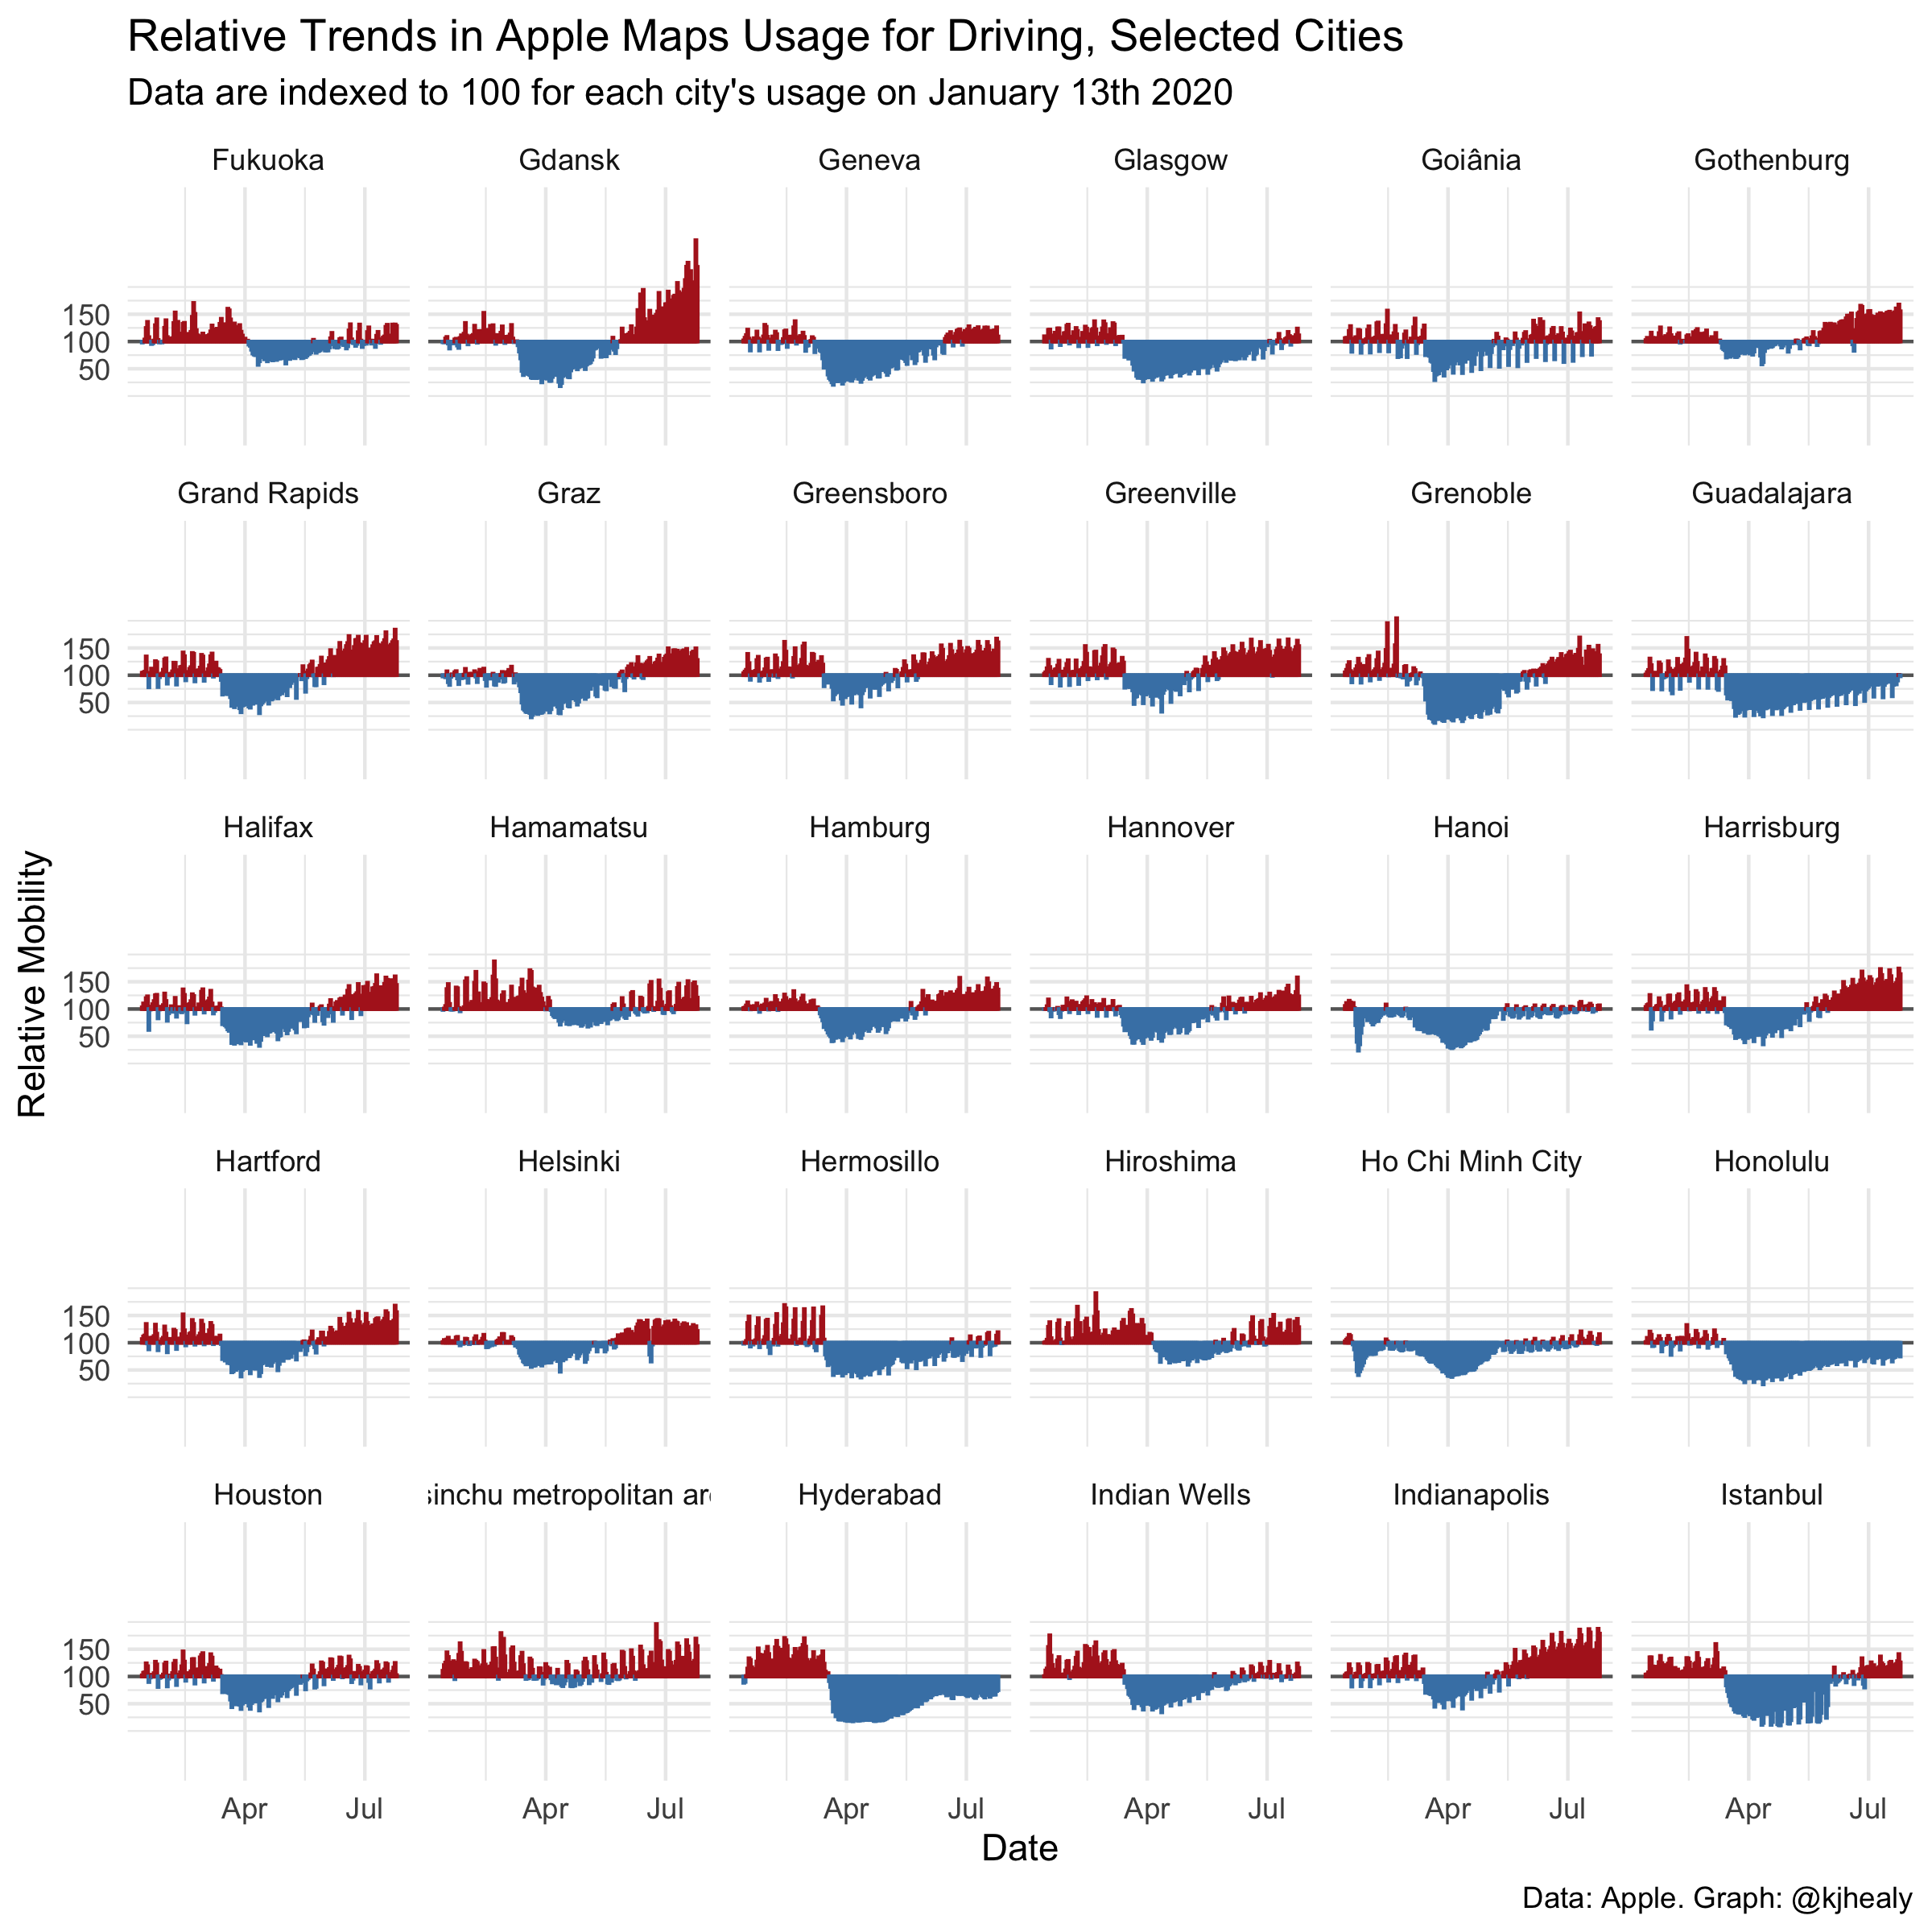 Relative Trends in Apple Maps Usage for Driving, Selected Cities
Data are indexed to 100 for each city's usage on January 13th 2020
Fukuoka Gdansk Geneva Glasgow Goiânia Gothenburg
150
100
50
Grand Rapids Graz Greensboro Greenville Grenoble Guadalajara
150
100
50
Relative Mobility
Halifax Hamamatsu Hamburg Hannover Hanoi Harrisburg
150
100
50
Hartford Helsinki Hermosillo Hiroshima Ho Chi Minh City Honolulu
150
100
50
Houston sinchu metropolitan are Hyderabad Indian Wells Indianapolis Istanbul
150
100
50
Apr Jul Apr Jul Apr Jul Apr Jul Apr Jul Apr Jul
Date
Data: Apple. Graph: @kjhealy